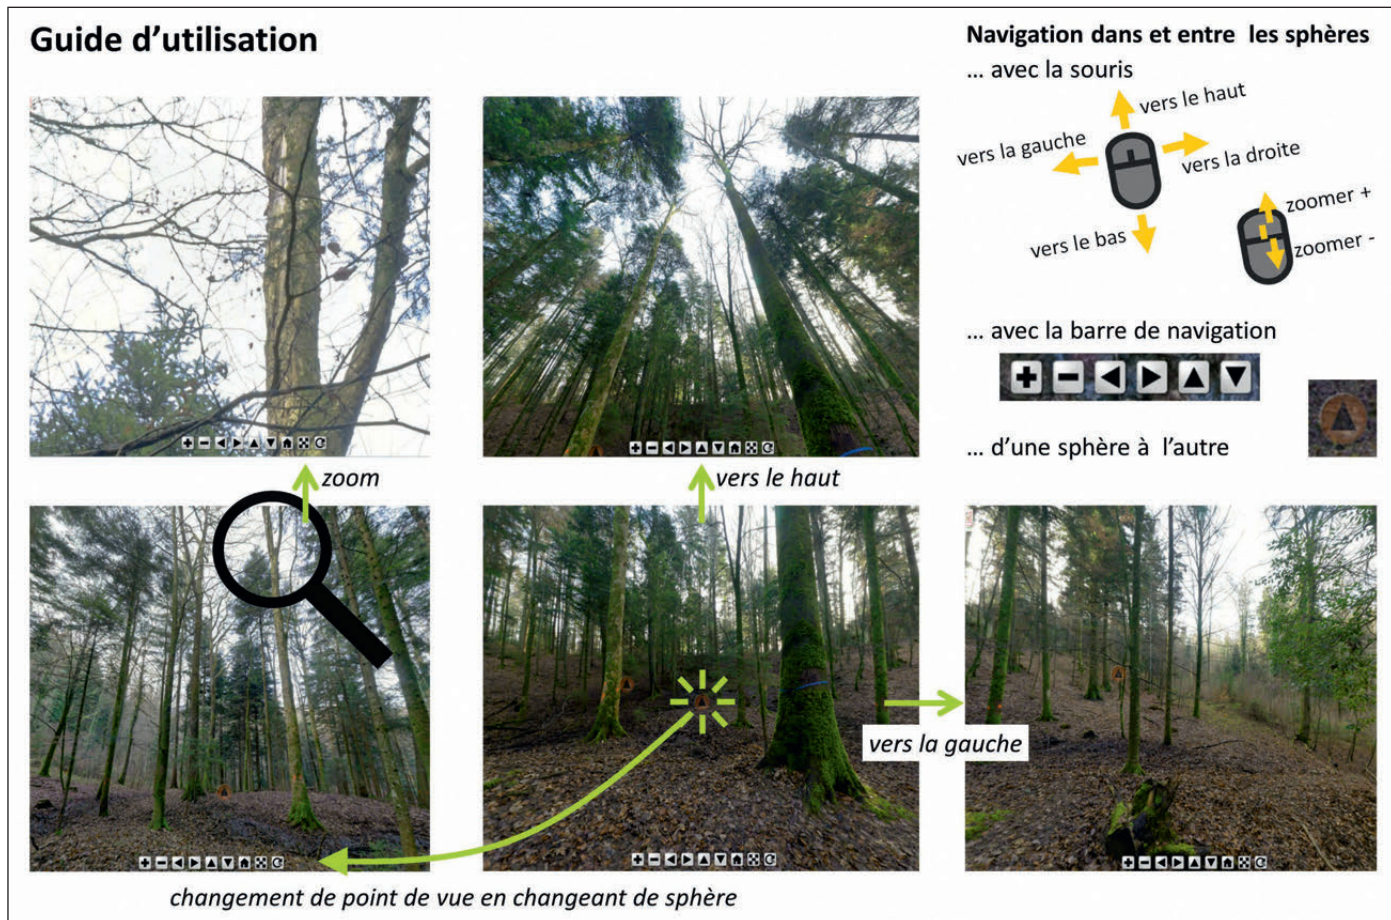 Guide d’utilisation
Navigation dans et entre les sphères
... avec la souris
vers le haut
vers la gauche
vers la droite
vers le bas
zoomer +
zoomer -
... avec la barre de navigation
... d’une sphère à l’autre
zoom
vers le haut
vers la gauche
changement de point de vue en changeant de sphère